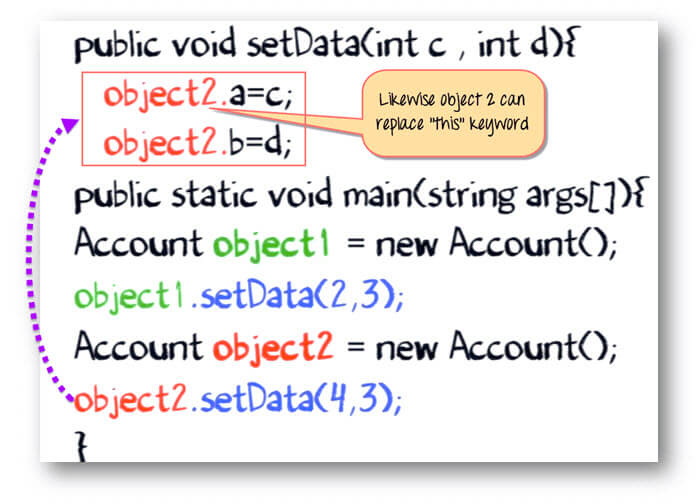 public void setData(int c , int d){
object2.a=c;
object2.b=d;
Likewise object 2 can
replace "this" keyword
public static void main(string args[]){
Account object1 = new Account();
object1.setData(2,3);
Account object2 = new Account();
object2.setData(4,3);
}